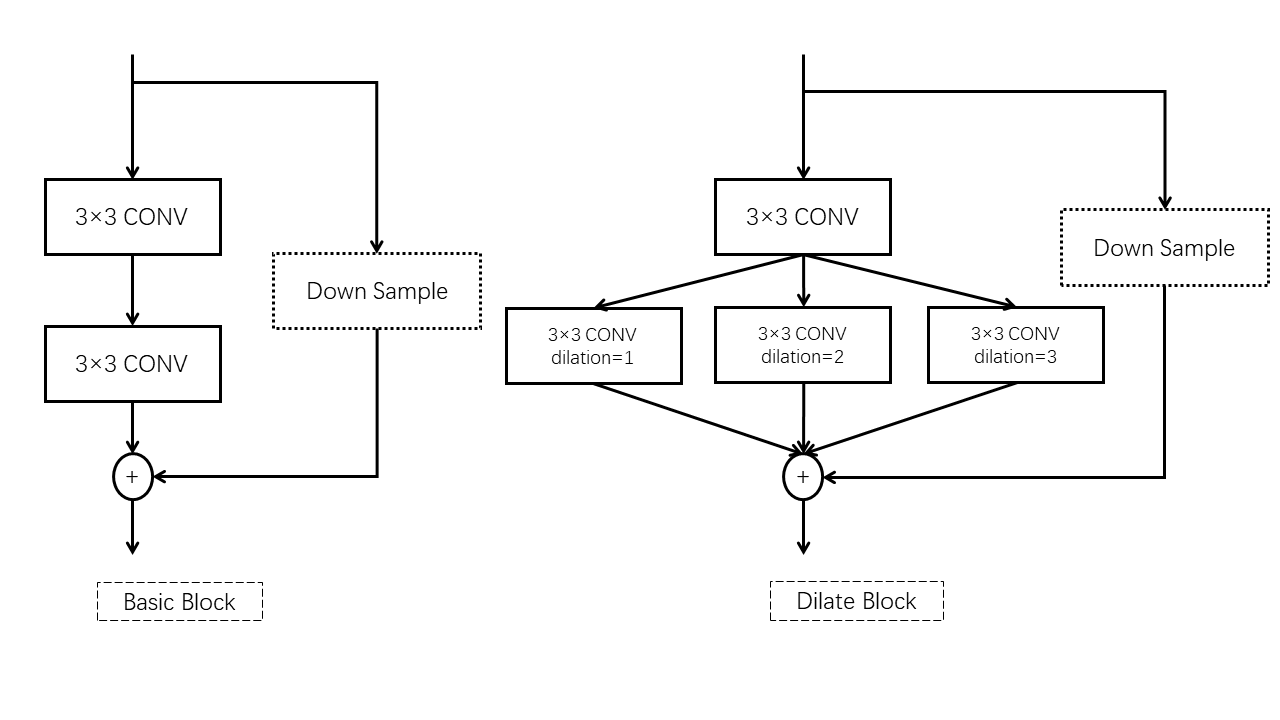 3×3 CONV
Down Sample
3×3 CONV
+
Basic Block
3×3 CONV
Down Sample
3×3 CONV
dilation=1
3×3 CONV
dilation=2
3×3 CONV
dilation=3
+
Dilate Block